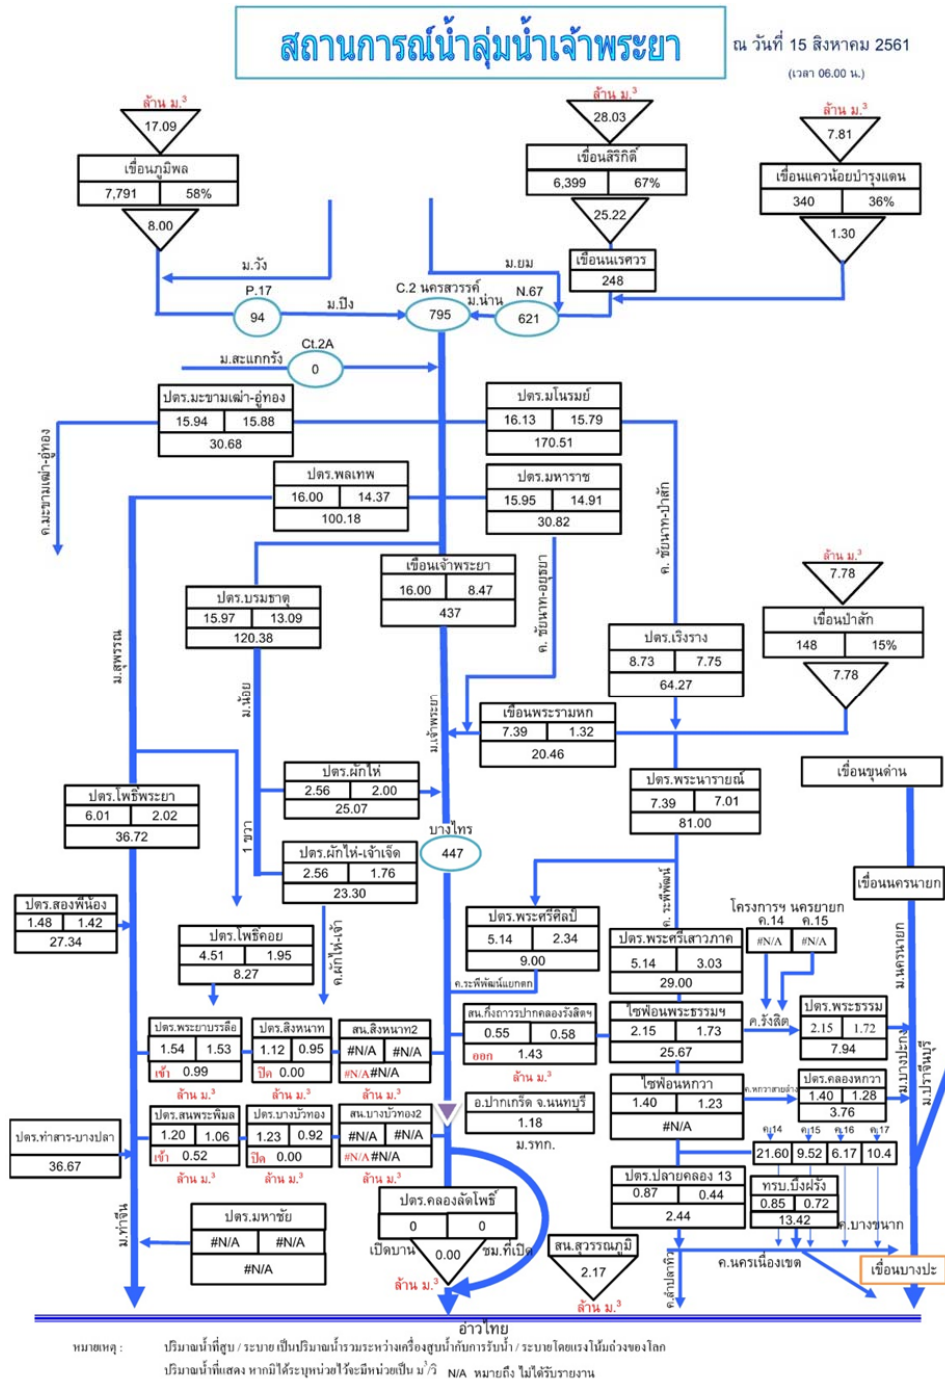 สถานการณ์น้ำลุ่มน้ำเจ้าพระยา
ณ วันที่ 15 สิงหาคม 2561
(เวลา 06.00 น.)
ล้าน ม.³
17.09
เขื่อนภูมิพล
7,791 58%
8.00
ล้าน ม.³
28.03
เขื่อนสิริกิติ์
6,399 67%
25.22
เขื่อนนเรศวร
248
ล้าน ม.³
7.81
เขื่อนแควน้อยบำรุงแดน
340 36%
1.30
ม.วัง
ม.ยม
P.17
94
ม.ปิง
C.2 นครสวรรค์
795
ม.น่าน
N.67
621
ม.สะแกกรัง
Ct.2A
0
ปตร.มะขามเฒ่า-อู่ทอง
15.94 15.88
30.68
ปตร.มโนรมย์
16.13 15.79
170.51
ค.มะขามเฒ่า-อู่ทอง
ปตร.พลเทพ
16.00 14.37
100.18
ปตร.มหาราช
15.95 14.91
30.82
ค. ชัยนาท-ป่าสัก
ปตร.บรมธาตุ
15.97 13.09
120.38
เขื่อนเจ้าพระยา
16.00 8.47
437
ค. ชัยนาท-อยุธยา
ล้าน ม.³
7.78
เขื่อนป่าสัก
148 15%
7.78
ปตร.เริงราง
8.73 7.75
64.27
ม.สุพรรณ
ม.น้อย
ม.เจ้าพระยา
เขื่อนพระรามหก
7.39 1.32
20.46
ปตร.ผักไห่
2.56 2.00
25.07
ปตร.พระนารายณ์
7.39 7.01
81.00
เขื่อนขุนด่าน
ปตร.โพธิ์พระยา
6.01 2.02
36.72
1 ขวา
บางไทร
447
ปตร.ผักไห่-เจ้าเจ็ด
2.56 1.76
23.30
เขื่อนนครนายก
ค. ระพีพัฒน์
ปตร.สองพี่น้อง
1.48 1.42
27.34
ปตร.โพธิ์คอย
4.51 1.95
8.27
ค.ผักไห่-เจ้า
ปตร.พระศรีศิลป์
5.14 2.34
9.00
ปตร.พระศรีเสาวภาค
5.14 3.03
29.00
โครงการฯ นครยายก
ค.14 ค.15
#N/A #N/A
ม.นครนายก
ค.ระพีพัฒน์แยกตก
ปตร.พระยาบรรลือ
1.54 1.53
เข้า 0.99
ล้าน ม.³
ปตร.สิงหนาท
1.12 0.95
ปิด 0.00
ล้าน ม.³
สน.สิงหนาท2
#N/A #N/A
#N/A #N/A
ล้าน ม.³
สน.กึ่งถาวรปากคลองรังสิตฯ
0.55 0.58
ออก 1.43
ล้าน ม.³
ไซฟ่อนพระธรรมฯ
2.15 1.73
25.67
ค.รังสิต
ปตร.พระธรรม
2.15 1.72
7.94
ม.บางปะกง
ม.ปราจีนบุรี
ไซฟ่อนหกวา
1.40 1.23
#N/A
ค.หกวาสายล่าง
ปตร.คลองหกวา
1.40 1.28
3.76
อ.ปากเกร็ด จ.นนทบุรี
1.18
ม.รทก.
ปตร.ท่าสาร-บางปลา
36.67
ปตร.สนพระพิมล
1.20 1.06
เข้า 0.52
ล้าน ม.³
ปตร.บางบัวทอง
1.23 0.92
ปิด 0.00
ล้าน ม.³
สน.บางบัวทอง2
#N/A #N/A
#N/A #N/A
ล้าน ม.³
ค.14 ค.15 ค.16 ค.17
21.60 9.52 6.17 10.4
ปตร.ปลายคลอง 13
0.87 0.44
2.44
ทรบ.บึงฝรั่ง
0.85 0.72
13.42
ค.บางขนาก
ม.ท่าจีน
ปตร.มหาชัย
#N/A #N/A
#N/A
ปตร.คลองลัดโพธิ์
0 0
เปิดบาน 0.00 ชม.ที่เปิด
ล้าน ม.³
สน.สุวรรณภูมิ
2.17
ล้าน ม.³
ค.ลำปลาทิว
ค.นครเนื่องเขต
เขื่อนบางปะ
อ่าวไทย
หมายเหตุ : ปริมาณน้ำที่สูบ / ระบาย เป็นปริมาณน้ำรวมระหว่างเครื่องสูบน้ำกับการรับน้ำ / ระบายโดยแรงโน้มถ่วงของโลก
ปริมาณน้ำที่แสดง หากมิได้ระบุหน่วยไว้จะมีหน่วยเป็น ม³/วิ N/A หมายถึง ไม่ได้รับรายงาน